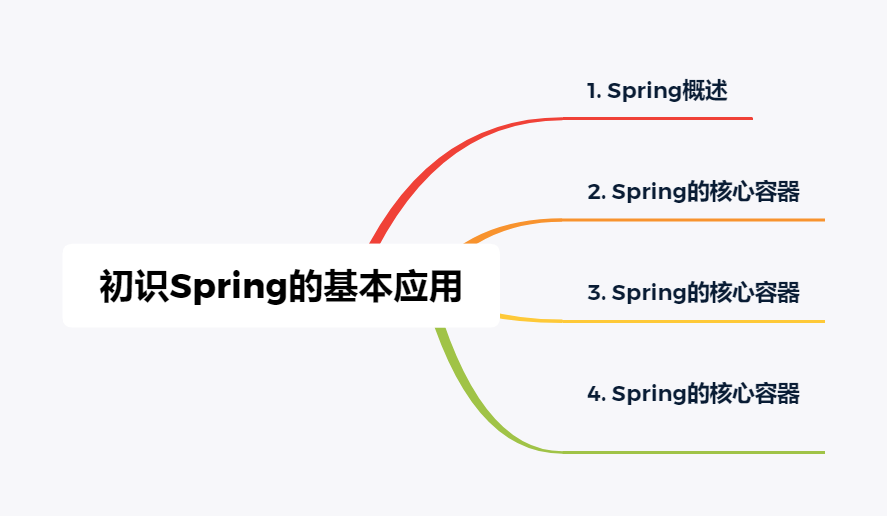 1. Spring概述
2. Spring的核心容器
初识Spring的基本应用
3. Spring的核心容器
4. Spring的核心容器